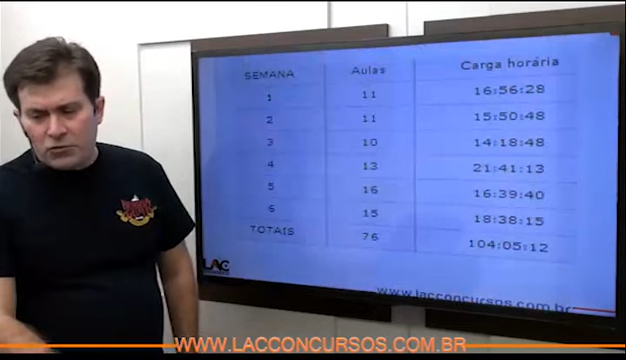 SEMANA Aulas Carga horária
1 11 16:56:28
2 11 15:50:48
3 10 14:18:48
4 13 21:41:13
5 16 16:39:40
6 15 18:38:15
TOTAIS 76 104:05:12
LAC
www.lacconcursos.com.br
WWW.LACCONCURSOS.COM.BR